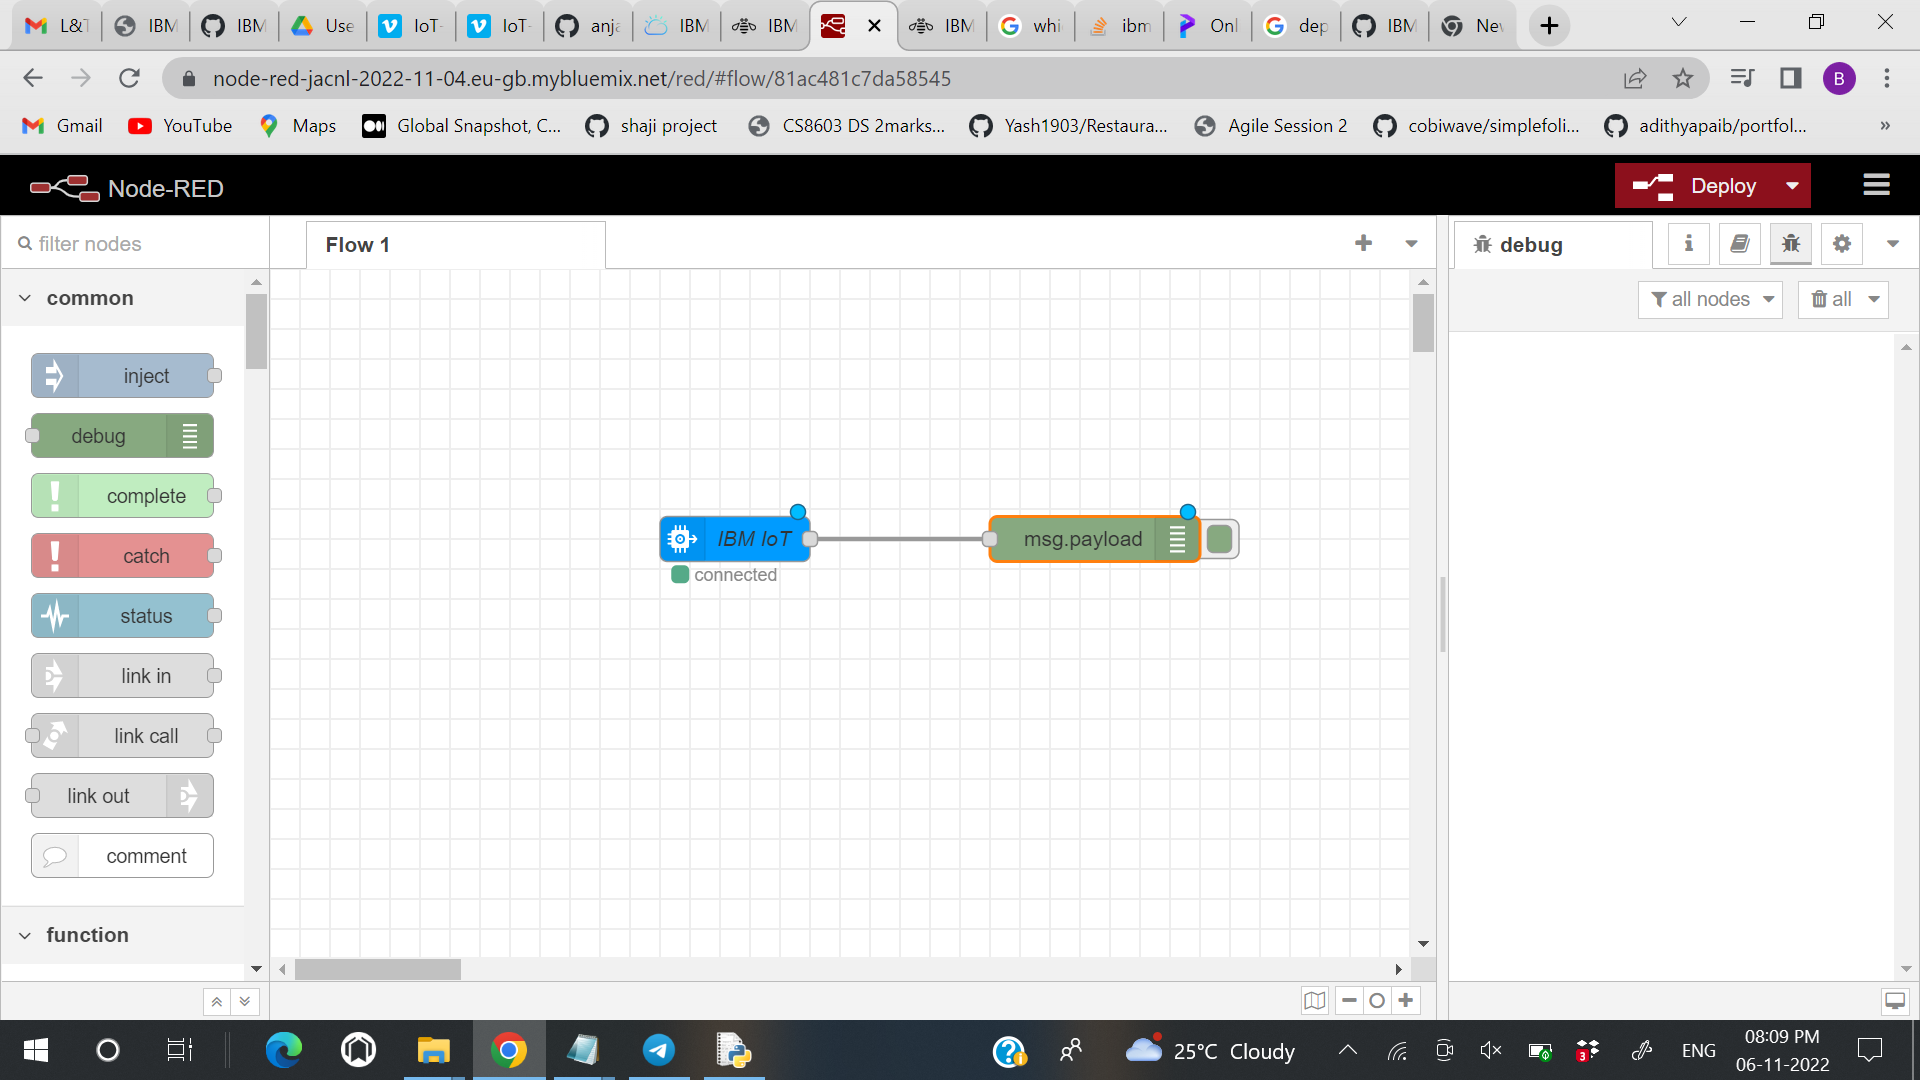 L&T
IBM
IBM
Use
IoT-
IoT-
anja
IBM
IBM
IBM
whi
ibm
Onl
dep
IBM
Nev
node-red-jacnl-2022-11-04.eu-gb.mybluemix.net/red/#flow/81ac481c7da58545
B
Gmail
YouTube
Maps
Global Snapshot, C...
shaji project
CS8603 DS 2marks...
Yash1903/Restaura...
Agile Session 2
cobiwave/simplefoli...
adithyapaib/portfol...
»
Node-RED
Deploy
filter nodes
Flow 1
debug
all nodes
all
common
inject
debug
complete
catch
status
link in
link call
link out
comment
function
IBM IoT
connected
msg.payload
25°C Cloudy
3
ENG
08:09 PM
06-11-2022